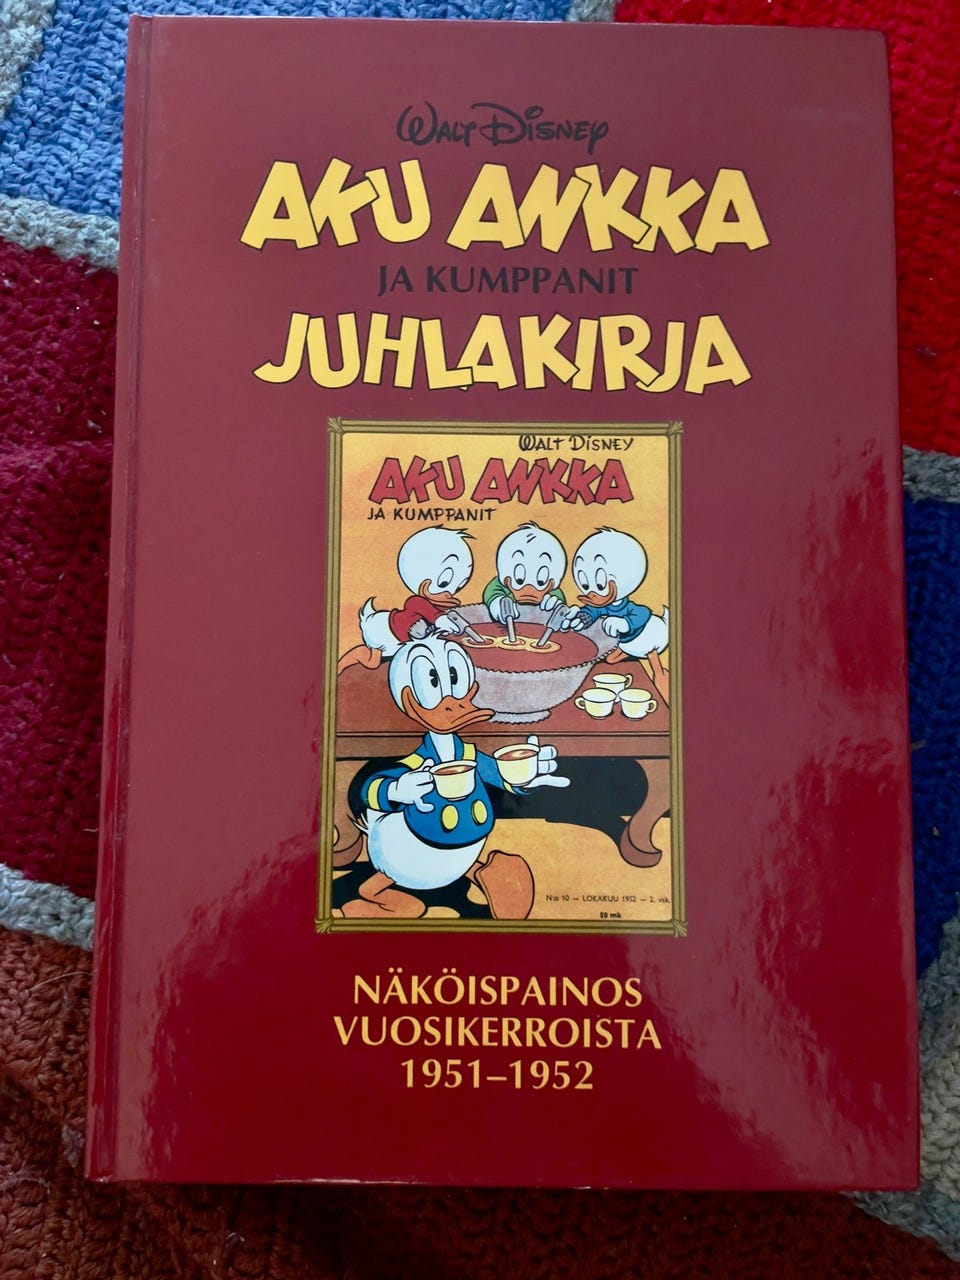 WALT DISNEY
AKU ANKKA
JA KUMPPANIT
JUHLAKIRJA
WALT DISNEY
AKU ANKKA
JA KUMPPANIT
N:o 10 — LOKAKUU 1952 — 2. vsk.
50 mk
NÄKÖISPAINOS
VUOSIKERROISTA
1951–1952